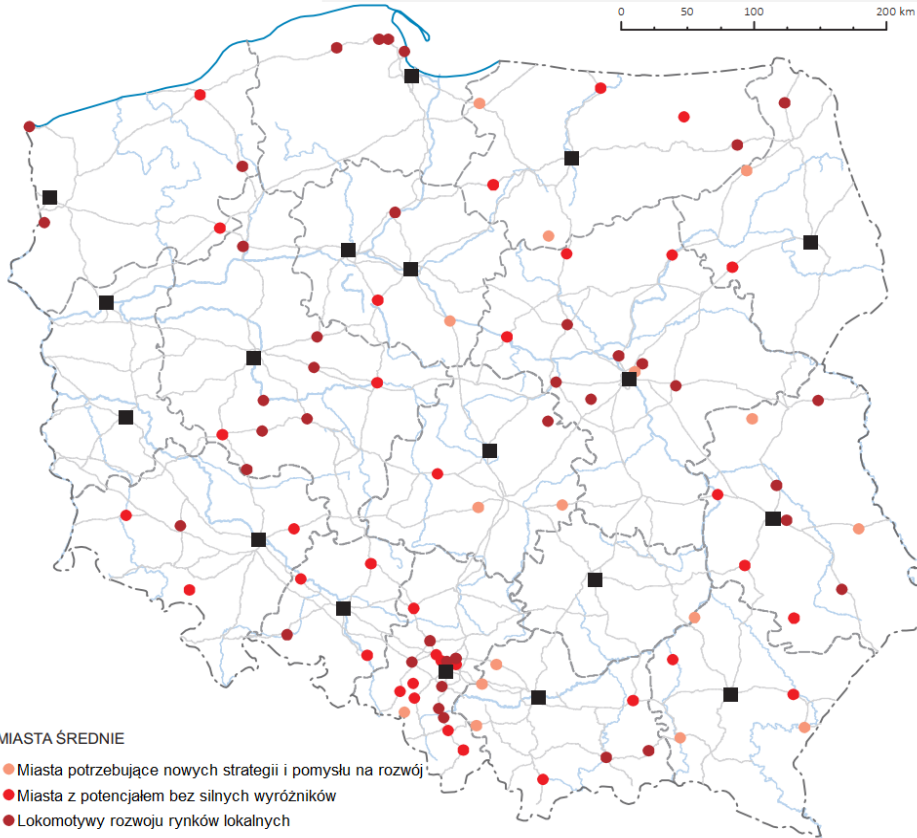 0 50 100 200 km
MIASTA ŚREDNIE
Miasta potrzebujące nowych strategii i pomysłu na rozwój
Miasta z potencjałem bez silnych wyróżników
Lokomotywy rozwoju rynków lokalnych